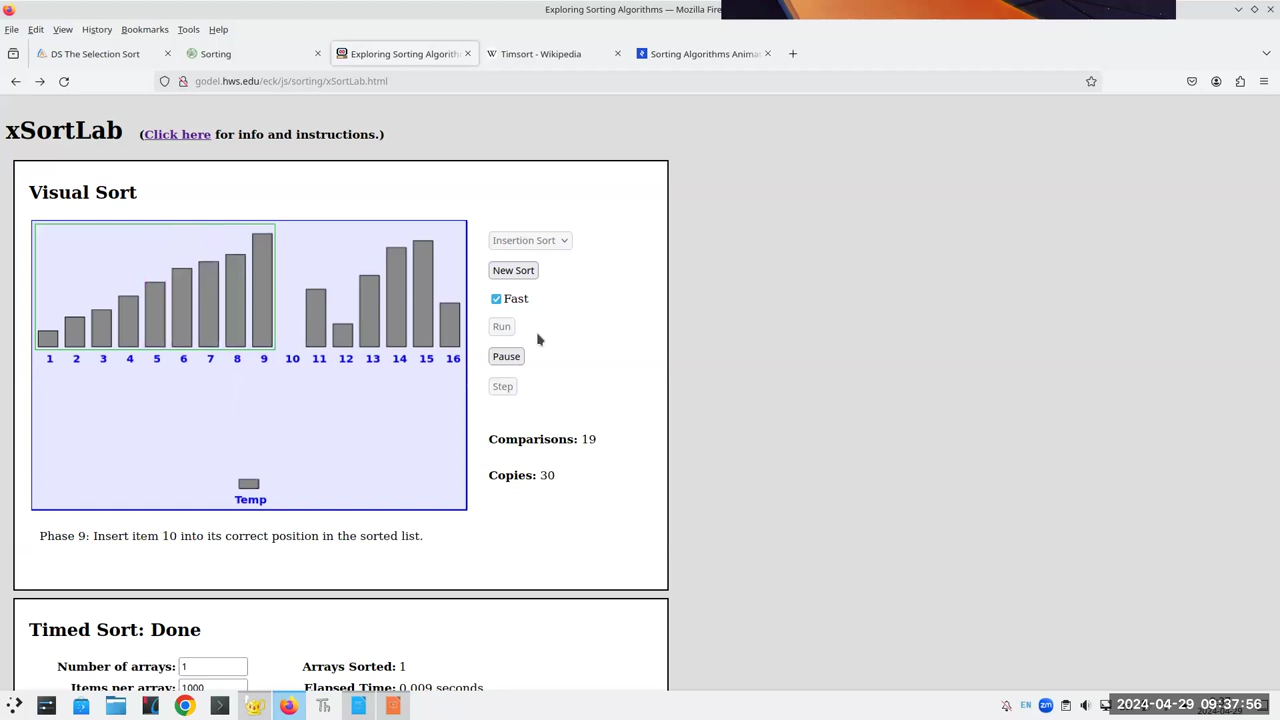 Exploring Sorting Algorithms — Mozilla Fire
File Edit View History Bookmarks Tools Help
DS The Selection Sort
Sorting
Exploring Sorting Algorith
Timsort - Wikipedia
Sorting Algorithms Animat
godel.hws.edu/eck/js/sorting/xSortLab.html
xSortLab (Click here for info and instructions.)
Visual Sort
Insertion Sort
New Sort
Fast
Run
1 2 3 4 5 6 7 8 9 10 11 12 13 14 15 16
Pause
Step
Comparisons: 19
Copies: 30
Temp
Phase 9: Insert item 10 into its correct position in the sorted list.
Timed Sort: Done
Number of arrays: 1 Arrays Sorted: 1
Items per array: 1000 Elapsed Time: 0.009 seconds
EN
zm
2024-04-29 09:37:56